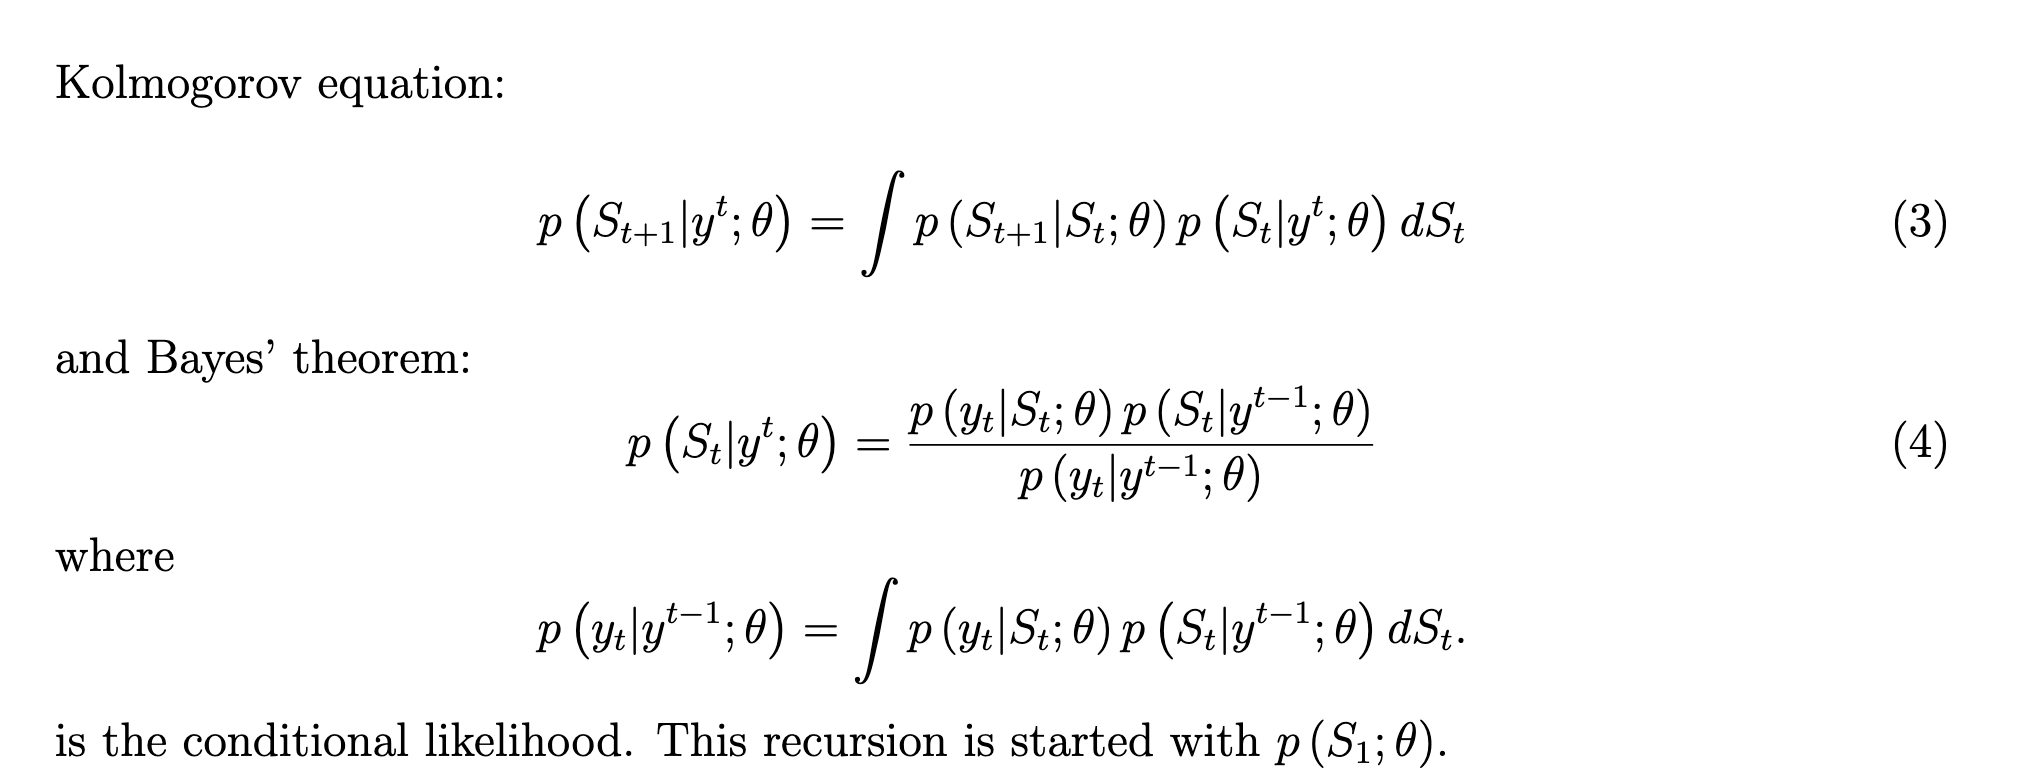 Kolmogorov equation:
p (S_{t+1}|y^t; θ) = ∫ p (S_{t+1}|S_t; θ) p (S_t|y^t; θ) dS_t (3)
and Bayes’ theorem:
p (S_t|y^t; θ) = \frac{p (y_t|S_t; θ) p (S_t|y^{t−1}; θ)}{p (y_t|y^{t−1}; θ)} (4)
where
p (y_t|y^{t−1}; θ) = ∫ p (y_t|S_t; θ) p (S_t|y^{t−1}; θ) dS_t.
is the conditional likelihood. This recursion is started with p (S_1; θ).